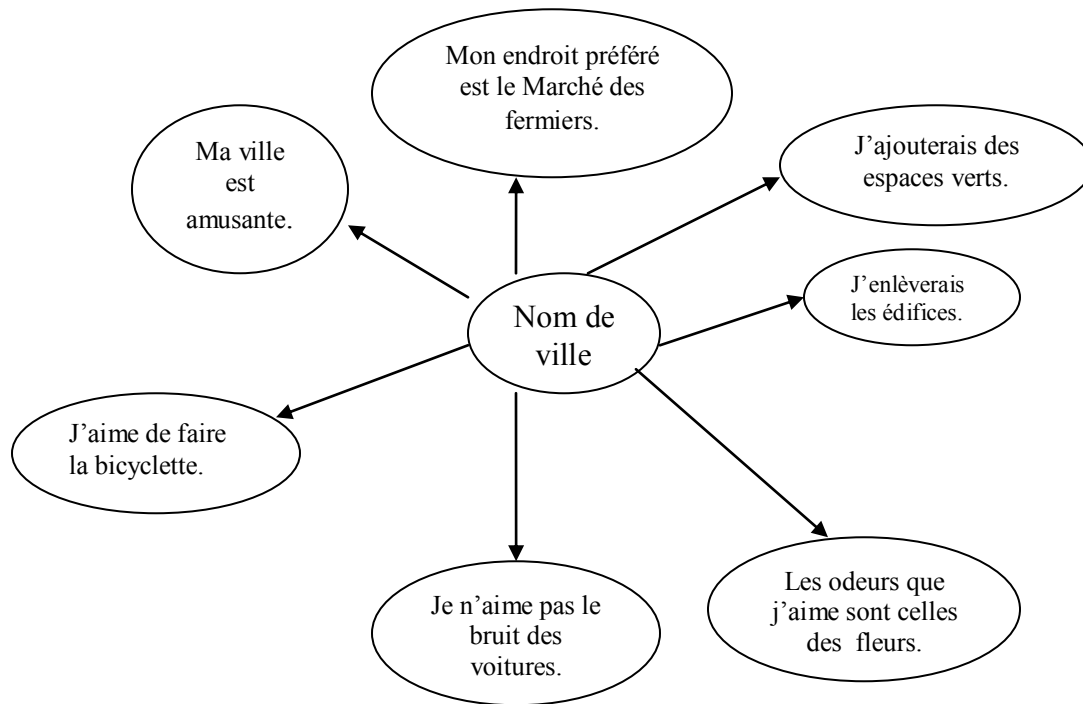 Mon endroit préféré
est le Marché des
fermiers.
Ma ville
est
amusante.
J'ajouterais des
espaces verts.
J'enlèverais
les édifices.
Nom de
ville
J'aime de faire
la bicyclette.
Je n'aime pas le
bruit des
voitures.
Les odeurs que
j'aime sont celles
des  fleurs.